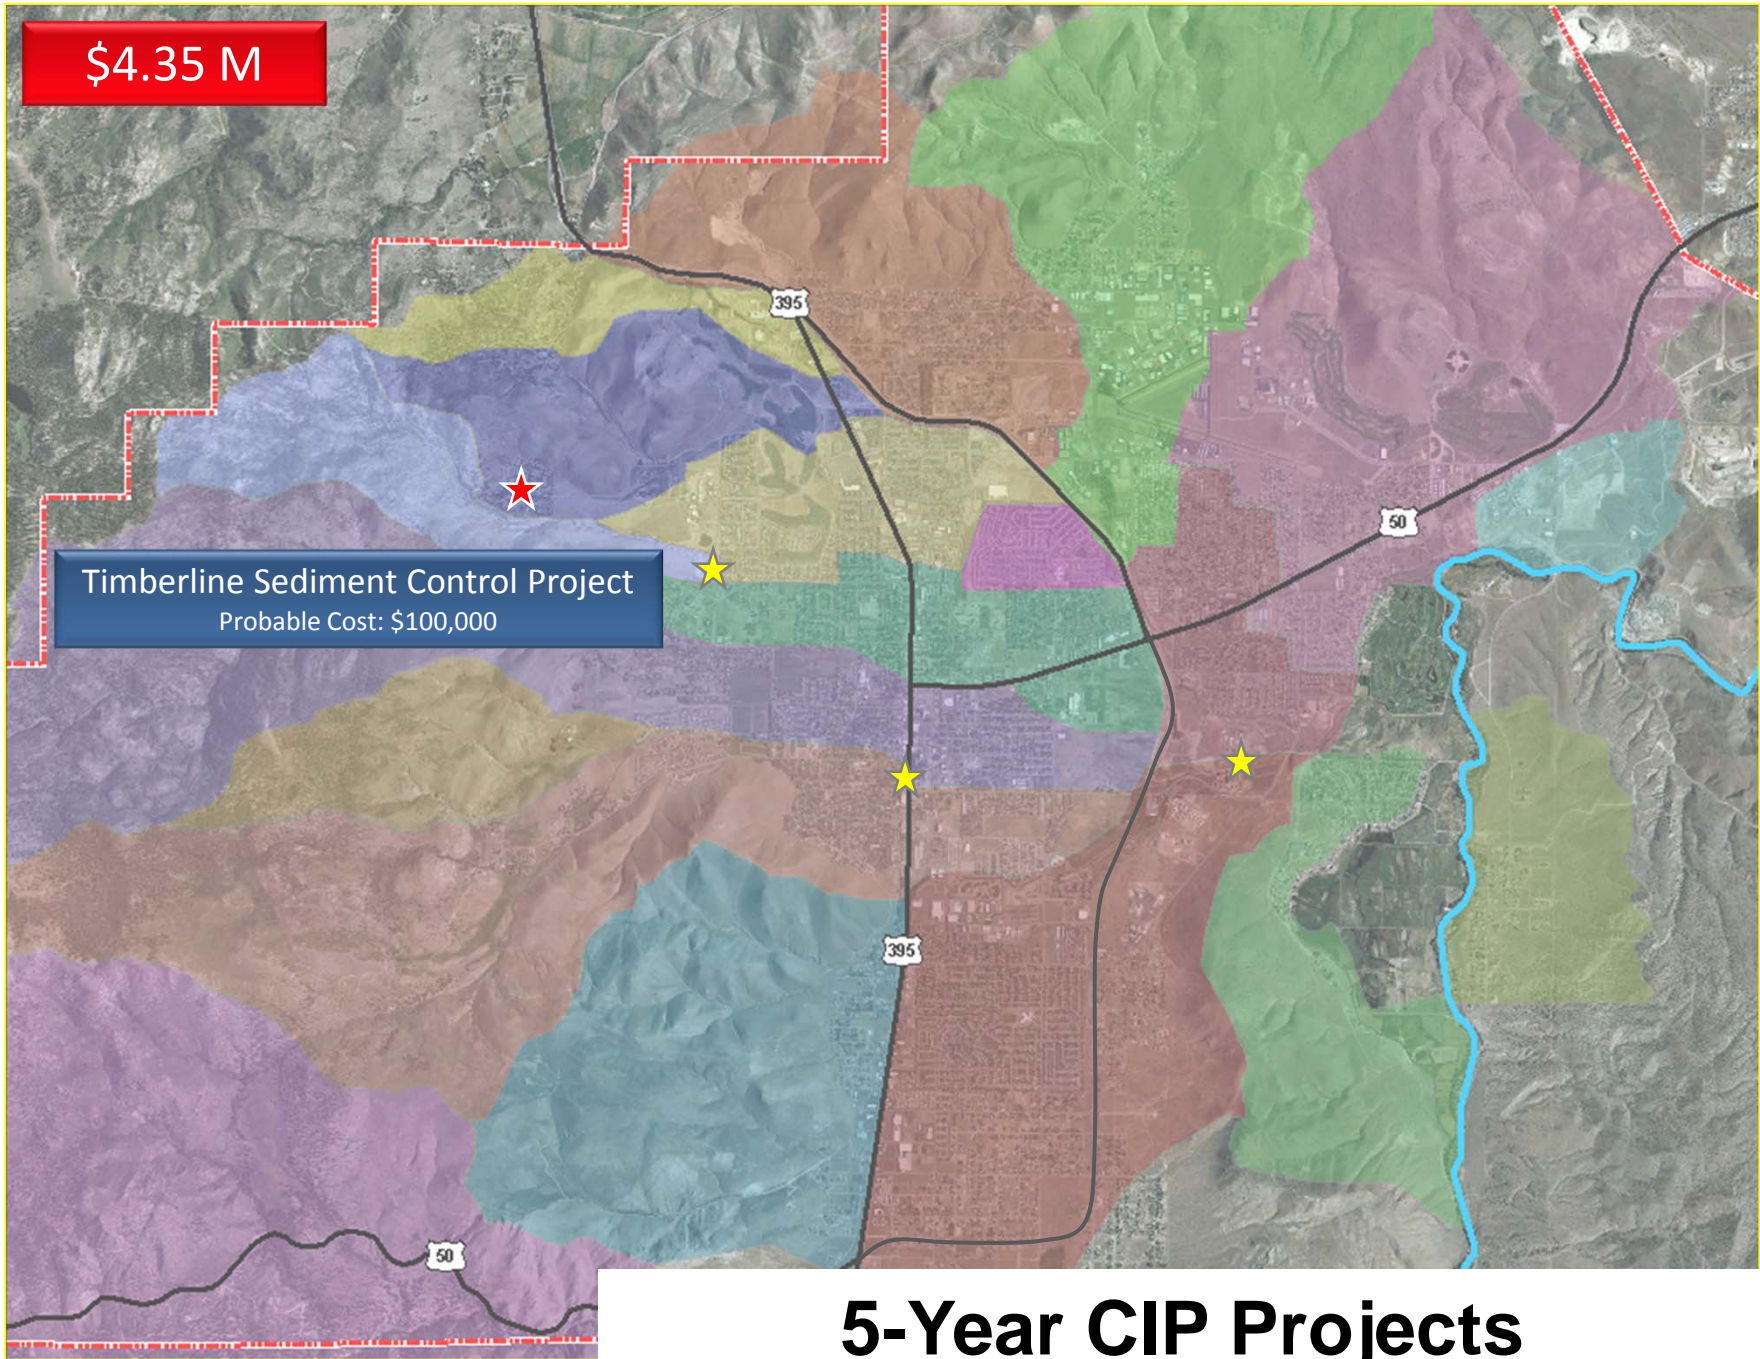 $4.35 M
395
50
Timberline Sediment Control Project
Probable Cost: $100,000
395
50
5-Year CIP Projects